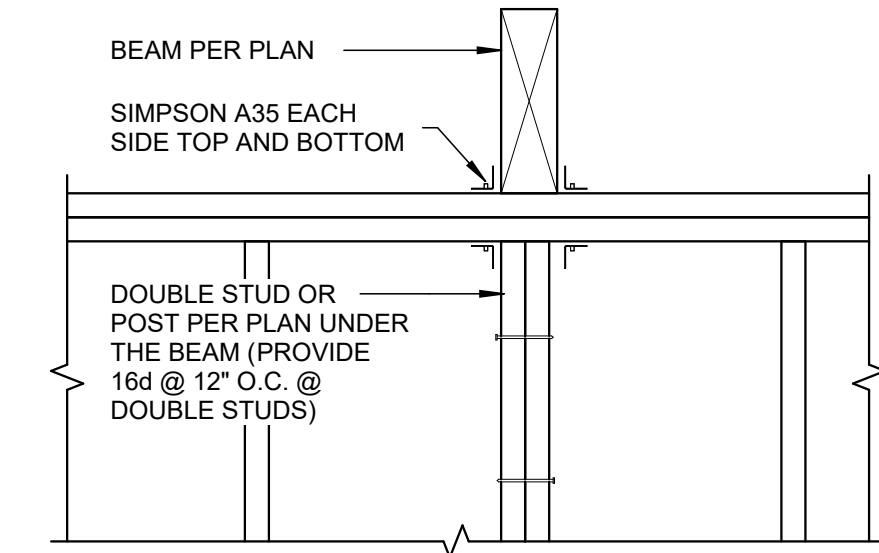 BEAM PER PLAN
SIMPSON A35 EACH
SIDE TOP AND BOTTOM
DOUBLE STUD OR
POST PER PLAN UNDER
THE BEAM (PROVIDE
16d @ 12" O.C. @
DOUBLE STUDS)